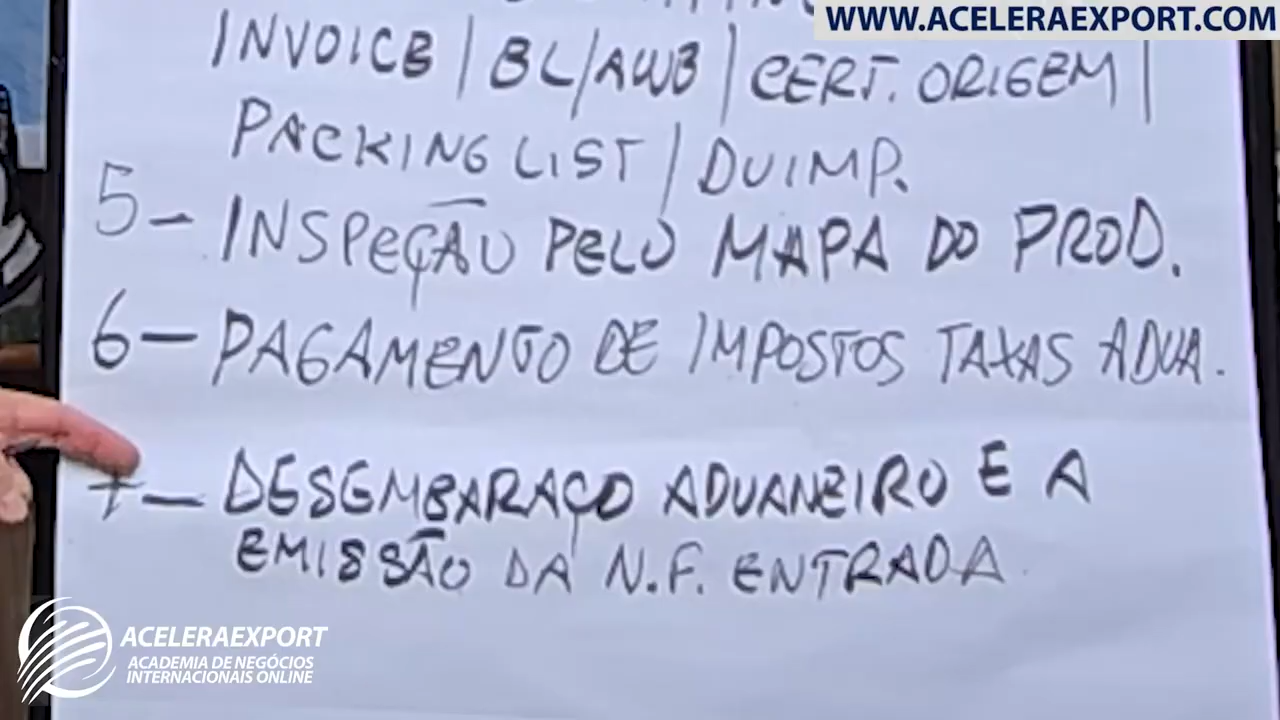 WWW.ACELERAEXPORT.COM
INVOICE | BL/AWB | CERT. ORIGEM |
PACKING LIST / DUIMP.
5- INSPEÇÃO PELO MAPA DO PROD.
6- PAGAMENTO DE IMPOSTOS TAXAS ADUA.
7- DESEMBARAÇO ADUANEIRO E A
EMISSÃO DA N.F. ENTRADA
ACELERAEXPORT
ACADEMIA DE NEGÓCIOS
INTERNACIONAIS ONLINE